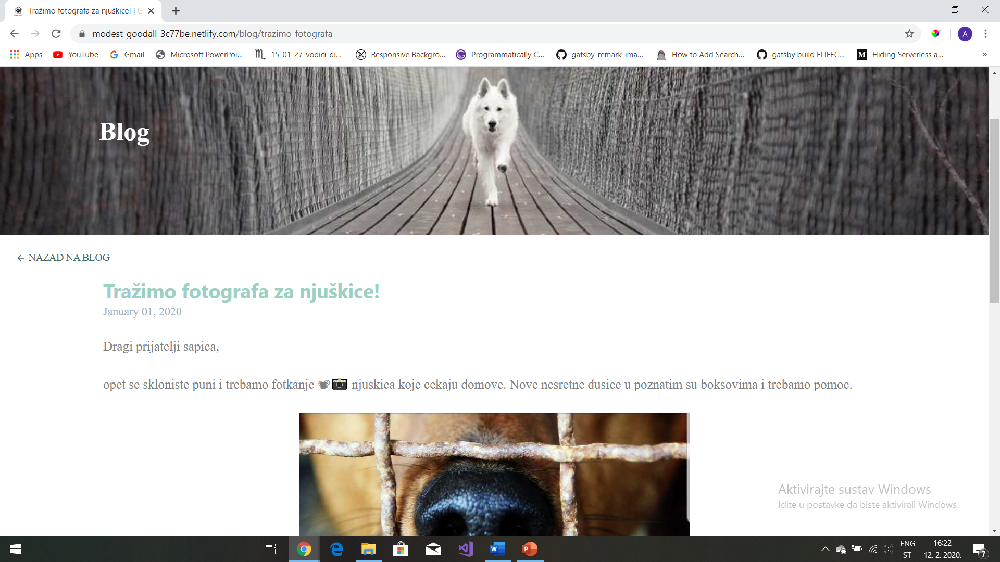 Tražimo fotografa za njuškice! | G
modest-goodall-3c77be.netlify.com/blog/trazimo-fotografa
A
Apps YouTube Gmail Microsoft PowerPoi... 15_01_27_vodici_di... Responsive Backgro... Programmatically C... gatsby-remark-ima... How to Add Search... gatsby build ELIFEC... Hiding Serverless a... »
Blog
← NAZAD NA BLOG
Tražimo fotografa za njuškice!
January 01, 2020
Dragi prijatelji sapica,
opet se skloniste puni i trebamo fotkanje 📽📷 njuskica koje cekaju domove. Nove nesretne dusice u poznatim su boksovima i trebamo pomoc.
Aktivirajte sustav Windows
Idite u postavke da biste aktivirali Windows.
ENG 16:22
ST 12. 2. 2020. 7